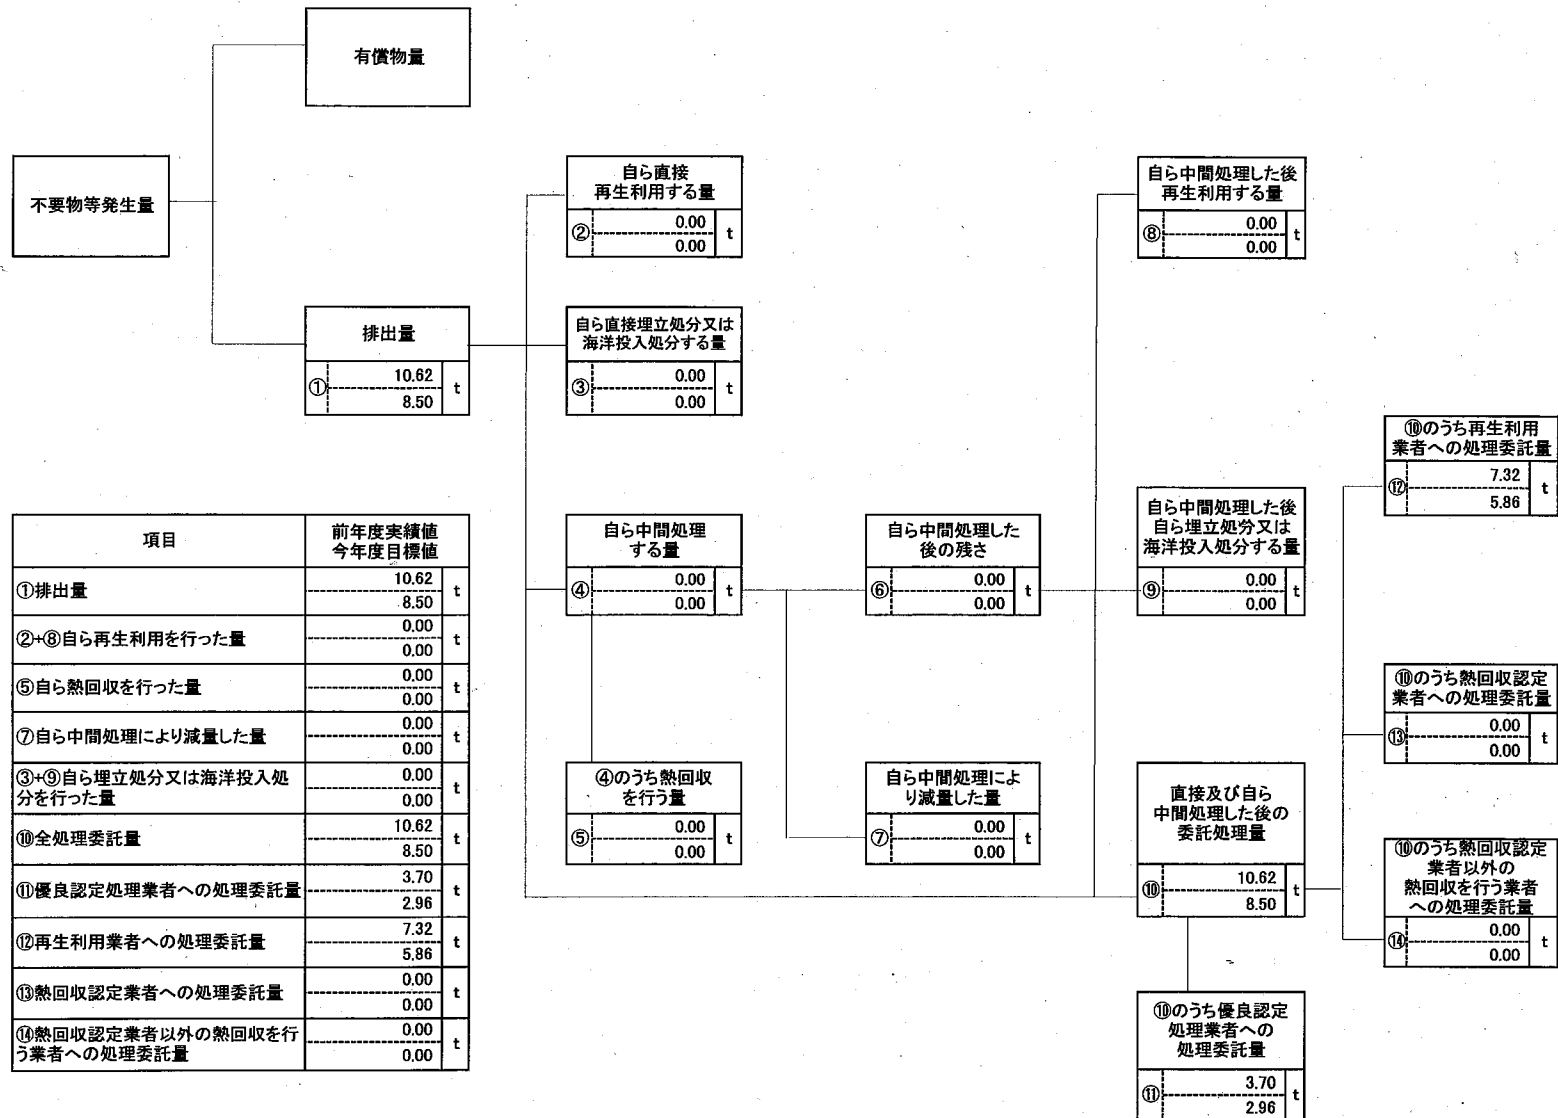 有償物量
不要物等発生量
自ら直接
再生利用する量
②
0.00
0.00
t
自ら中間処理した後
再生利用する量
⑧
0.00
0.00
t
排出量
①
10.62
8.50
t
自ら直接埋立処分又は
海洋投入処分する量
③
0.00
0.00
t
⑩のうち再生利用
業者への処理委託量
⑫
7.32
5.86
t
自ら中間処理
する量
④
0.00
0.00
t
自ら中間処理した
後の残さ
⑥
0.00
0.00
t
自ら中間処理した後
自ら埋立処分又は
海洋投入処分する量
⑨
0.00
0.00
t
⑩のうち熱回収認定
業者への処理委託量
⑬
0.00
0.00
t
④のうち熱回収
を行う量
⑤
0.00
0.00
t
自ら中間処理によ
り減量した量
⑦
0.00
0.00
t
直接及び自ら
中間処理した後の
委託処理量
⑩
10.62
8.50
t
⑩のうち熱回収認定
業者以外の
熱回収を行う業者
への処理委託量
⑭
0.00
0.00
t
⑩のうち優良認定
処理業者への
処理委託量
⑪
3.70
2.96
t
項目
前年度実績値
今年度目標値
①排出量
10.62
8.50
t
②+⑧自ら再生利用を行った量
0.00
0.00
t
⑤自ら熱回収を行った量
0.00
0.00
t
⑦自ら中間処理により減量した量
0.00
0.00
t
③+⑨自ら埋立処分又は海洋投入処
分を行った量
0.00
0.00
t
⑩全処理委託量
10.62
8.50
t
⑪優良認定処理業者への処理委託量
3.70
2.96
t
⑫再生利用業者への処理委託量
7.32
5.86
t
⑬熱回収認定業者への処理委託量
0.00
0.00
t
⑭熱回収認定業者以外の熱回収を行
う業者への処理委託量
0.00
0.00
t